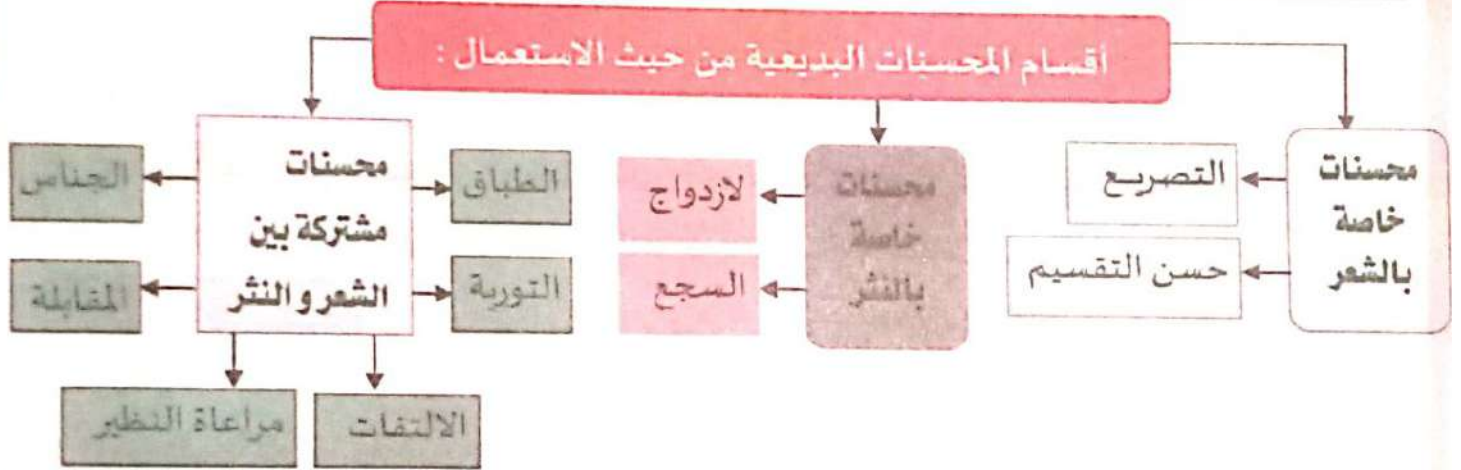 أقسام المحسنات البديعية من حيث الاستعمال :
محسنات
خاصة
بالشعر
التصريع
حسن التقسيم
محسنات
خاصة
بالنثر
لازدواج
السجع
محسنات
مشتركة بين
الشعر والنثر
الطباق
التورية
الجناس
المقابلة
الالتفات
مراعاة النظير